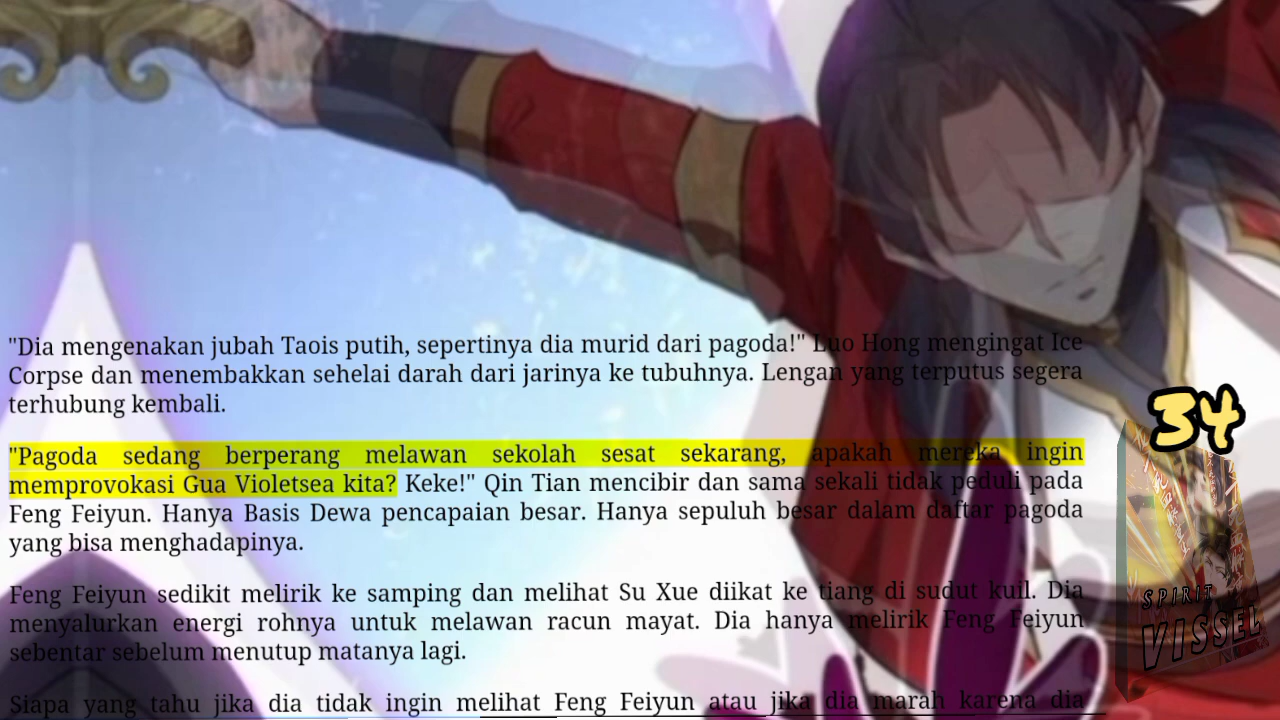 "Dia mengenakan jubah Taois putih, sepertinya dia murid dari pagoda!" Luo Hong mengingat Ice
Corpse dan menembakkan sehelai darah dari jarinya ke tubuhnya. Lengan yang terputus segera
terhubung kembali.
"Pagoda sedang berperang melawan sekolah sesat sekarang, apakah mereka ingin
memprovokasi Gua Violetsea kita? Keke!" Qin Tian mencibir dan sama sekali tidak peduli pada
Feng Feiyun. Hanya Basis Dewa pencapaian besar. Hanya sepuluh besar dalam daftar pagoda
yang bisa menghadapinya.
Feng Feiyun sedikit melirik ke samping dan melihat Su Xue diikat ke tiang di sudut kuil. Dia
menyalurkan energi rohnya untuk melawan racun mayat. Dia hanya melirik Feng Feiyun
sebentar sebelum menutup matanya lagi.
Siapa yang tahu jika dia tidak ingin melihat Feng Feiyun atau jika dia marah karena dia
34
SPIRIT
VISSEL